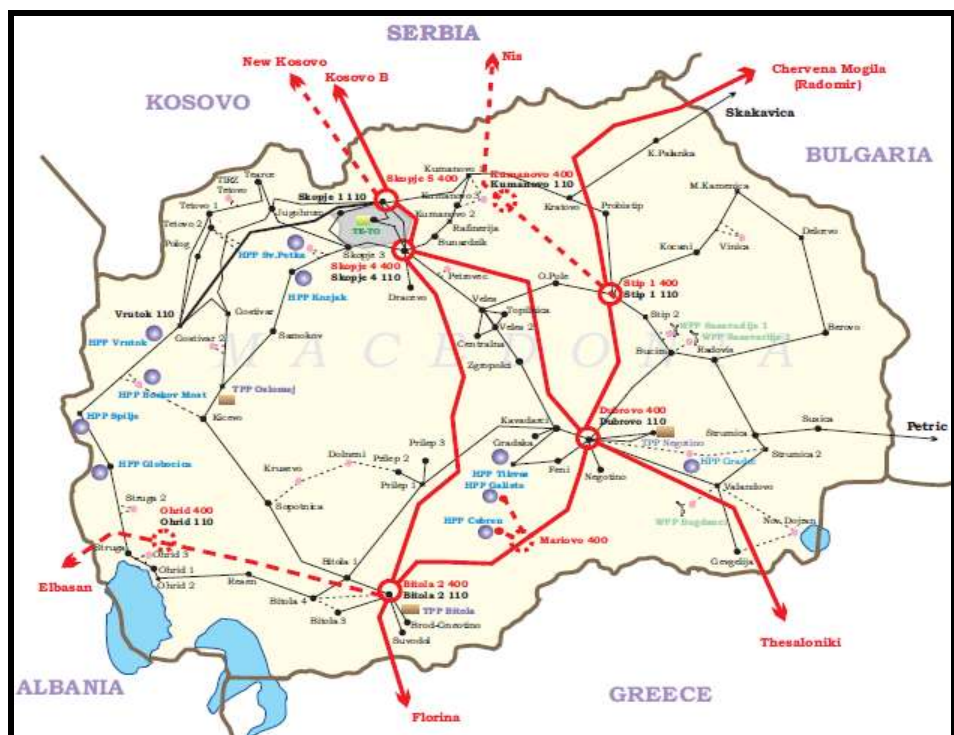 SERBIA
New Kosovo
Nis
Kosovo B
Chervena Mogila
(Radomir)
KOSOVO
Skakavica
K.Palanka
BULGARIA
Tearce
TIRZ
Tetovo
Skopje 5 400
Kumanovo 400
Skopje 1 110
Kumanovo 110
M.Kamenica
Tetovo 1
Jugohrom
Kumanovo 2
Kratovo
Probistip
Tetovo 2
TE-TO
Rafinerija
Delcevo
Polog
Bunardzik
Kocani
Vinica
HPP Sv.Petka
Skopje 3
Skopje 4 400
Skopje 4 110
Petrovec
O.Pole
HPP Kozjak
Dracevo
Stip 1 400
Stip 1 110
Veles
Vrutok 110
Gostivar
Topilnica
Stip 2
HPP Vrutok
Gostivar 2
Samokov
Veles 2
Berovo
MACEDONIA
Centralna
Bucim
Radovis
Zgropolci
HPP Boskov Most
TPP Oslomej
HPP Spilje
Kicevo
Kavadarci
Dubrovo 400
Dubrovo 110
Susica
Petric
Prilep 3
Gradska
TPP Negotino
Strumica
Dolneni
Prilep 2
Strumica 2
HPP Globocica
Krusevo
HPP Tikves
Feni
HPP Gradec
Prilep 1
HPP Galiste
Negotino
Valandovo
Struga 2
Sopotnica
Ohrid 400
Ohrid 110
HPP Cebren
WPP Bogdanci
Nov. Dojran
Mariovo 400
Struga
Ohrid 3
Bitola 1
Gevgelija
Elbasan
Ohrid 1
Resen
Ohrid 2
Bitola 2 400
Bitola 2 110
Bitola 4
TPP Bitola
Bitola 3
Brod-Gneotino
Suvodol
Thesaloniki
ALBANIA
GREECE
Florina